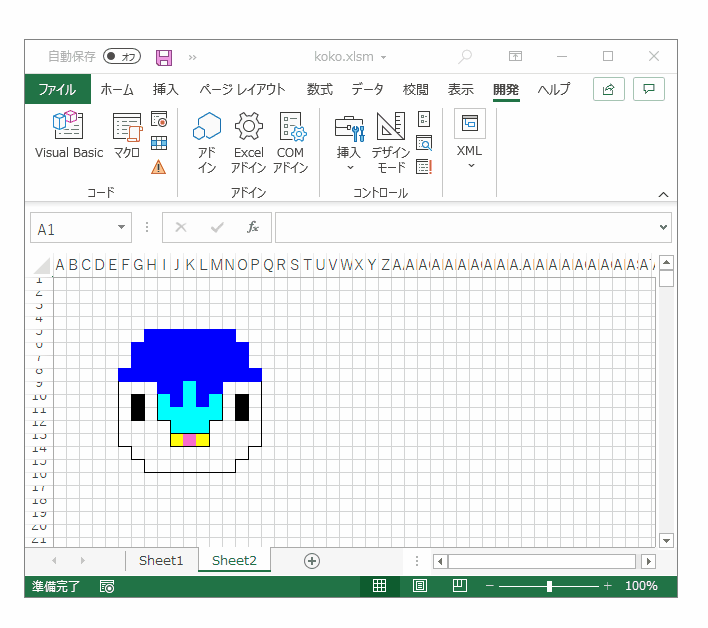 自動保存 オフ koko.xlsm
ファイル ホーム 挿入 ページ レイアウト 数式 データ 校閲 表示 開発 ヘルプ
Visual Basic マクロ アド Excel COM 挿入 デザイン XML
イン アドイン アドイン モード
コード アドイン コントロール
A1 fx
A B C D E F G H I J K L M N O P Q R S T U V W X Y Z
1
2
3
4
5
6
7
8
9
10
11
12
13
14
15
16
17
18
19
20
21
Sheet1 Sheet2
準備完了 100%